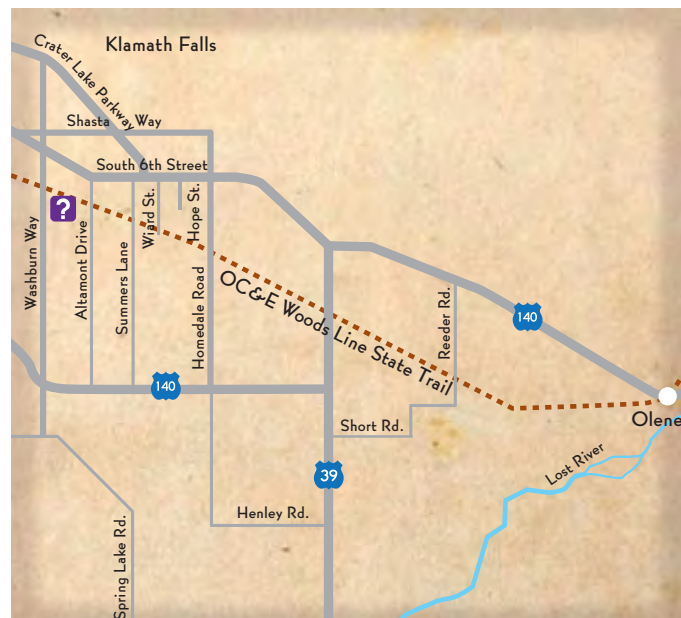 Klamath Falls
Crater Lake Parkway
Shasta Way
South 6th Street
?
Washburn Way
Altamont Drive
Summers Lane
Wiard St.
Hope St.
Homedale Road
OC&E Woods Line State Trail
Reeder Rd.
140
140
Short Rd.
Olene
39
Lost River
Henley Rd.
Spring Lake Rd.